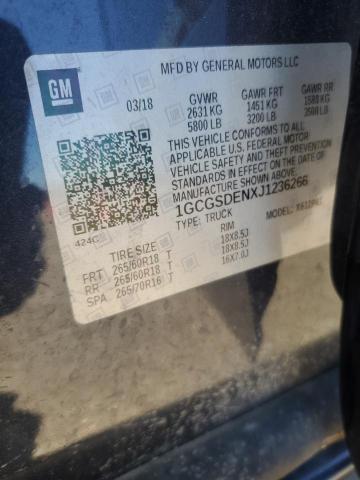 GM
MFD BY GENERAL MOTORS LLC
03/18
GVWR GAWR FRT GAWR RR
2631 KG 1451 KG 1588 KG
5800 LB 3200 LB 3500 LB
THIS VEHICLE CONFORMS TO ALL
APPLICABLE U.S. FEDERAL MOTOR
VEHICLE SAFETY AND THEFT PREVENTION
STANDARDS IN EFFECT ON THE DATE OF
MANUFACTURE SHOWN ABOVE.
1GCGSDENXJ1236266
TYPE: TRUCK MODEL:
424C
TIRE SIZE RIM
FRT 265/60R18 T 18X8.5J
RR 265/60R18 T 18X8.5J
SPA 265/70R16 T 16X7.0J